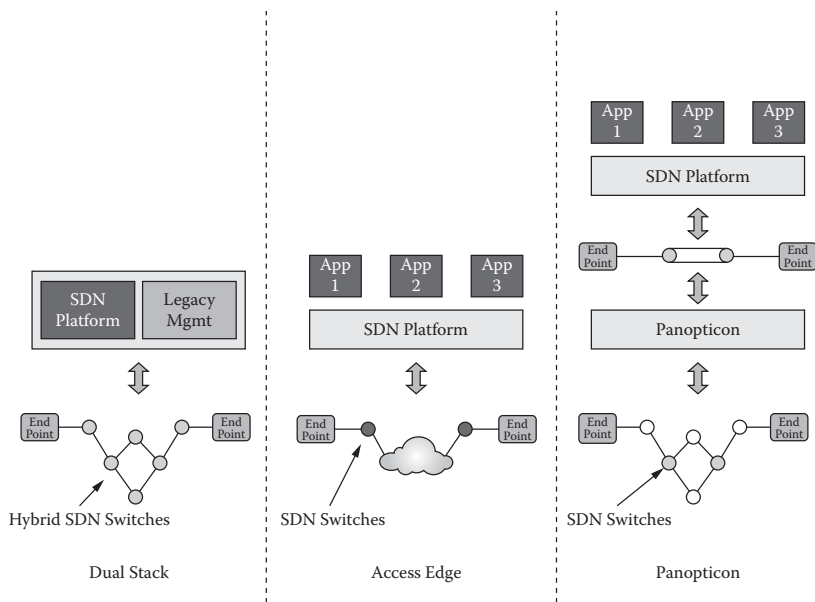 SDN
Platform
Legacy
Mgmt
End
Point
End
Point
Hybrid SDN Switches
Dual Stack
App
1
App
2
App
3
SDN Platform
End
Point
End
Point
SDN Switches
Access Edge
App
1
App
2
App
3
SDN Platform
End
Point
End
Point
Panopticon
End
Point
End
Point
SDN Switches
Panopticon